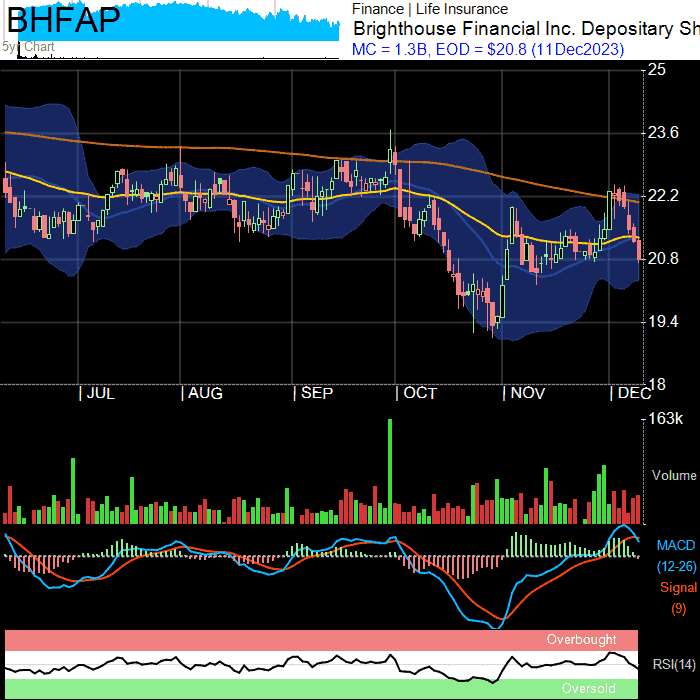 BHFAP
Finance | Life Insurance
Brighthouse Financial Inc. Depositary Sh
MC = 1.3B, EOD = $20.8 (11Dec2023)
5yr Chart
25
23.6
22.2
20.8
19.4
18
| JUL | AUG | SEP | OCT | NOV | DEC
163k
Volume
MACD
(12-26)
Signal
(9)
Overbought
RSI(14)
Oversold